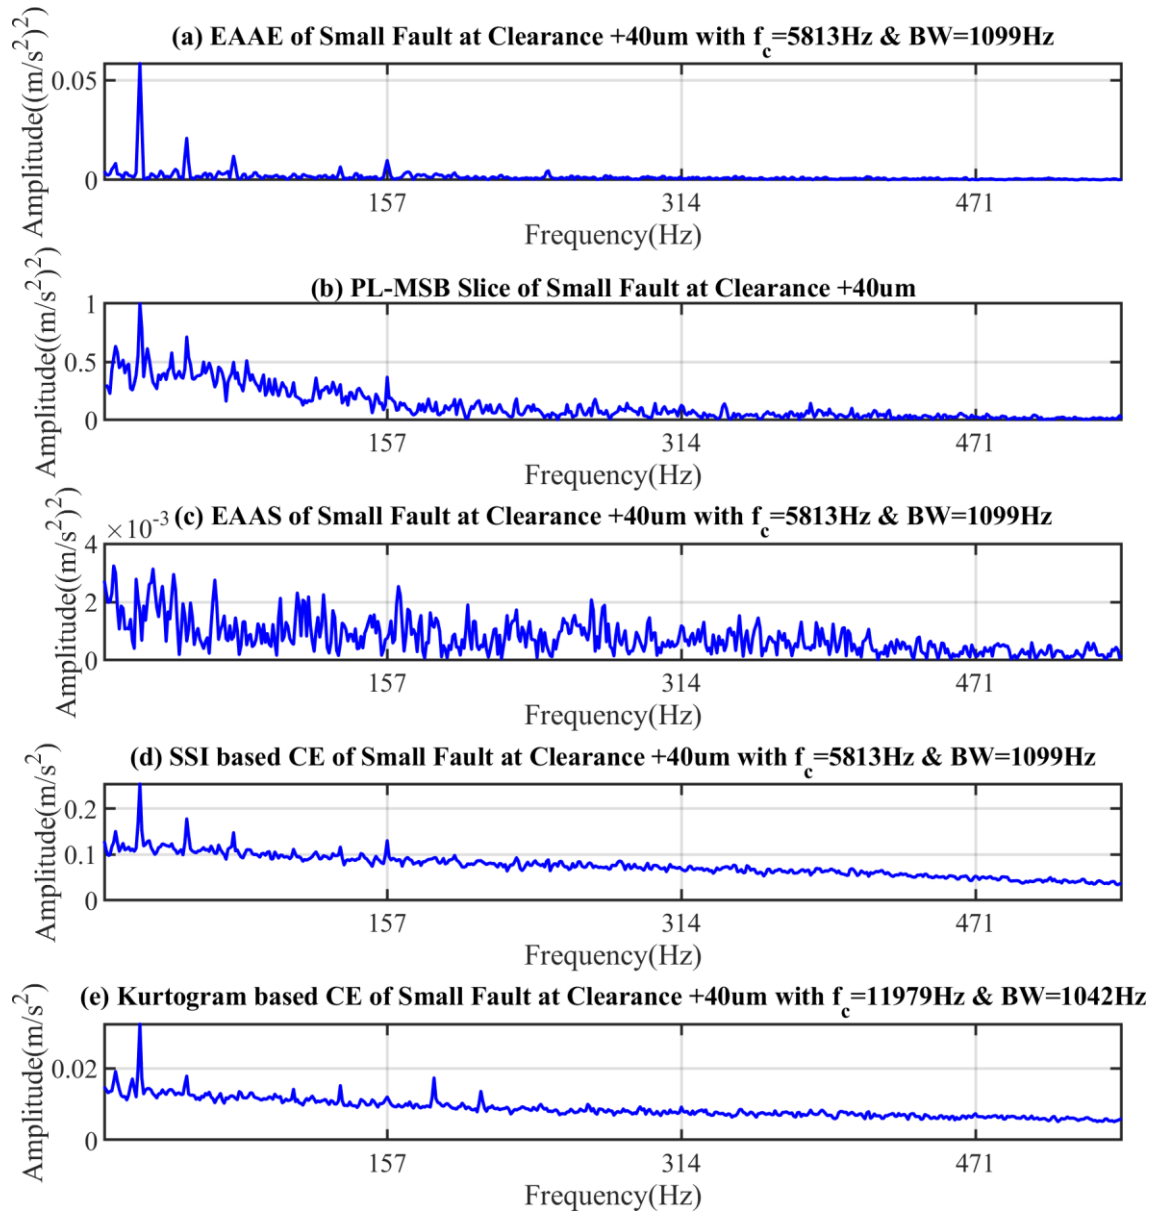 (a) EAAE of Small Fault at Clearance +40um with f_c=5813Hz & BW=1099Hz
Amplitude((m/s²)²)
0.05
0
157 314 471
Frequency(Hz)
(b) PL-MSB Slice of Small Fault at Clearance +40um
Amplitude((m/s²)²)
1
0.5
0
157 314 471
Frequency(Hz)
×10⁻³ (c) EAAS of Small Fault at Clearance +40um with f_c=5813Hz & BW=1099Hz
Amplitude((m/s²)²)
4
2
0
157 314 471
Frequency(Hz)
(d) SSI based CE of Small Fault at Clearance +40um with f_c=5813Hz & BW=1099Hz
Amplitude(m/s²)
0.2
0.1
0
157 314 471
Frequency(Hz)
(e) Kurtogram based CE of Small Fault at Clearance +40um with f_c=11979Hz & BW=1042Hz
Amplitude(m/s²)
0.02
0
157 314 471
Frequency(Hz)